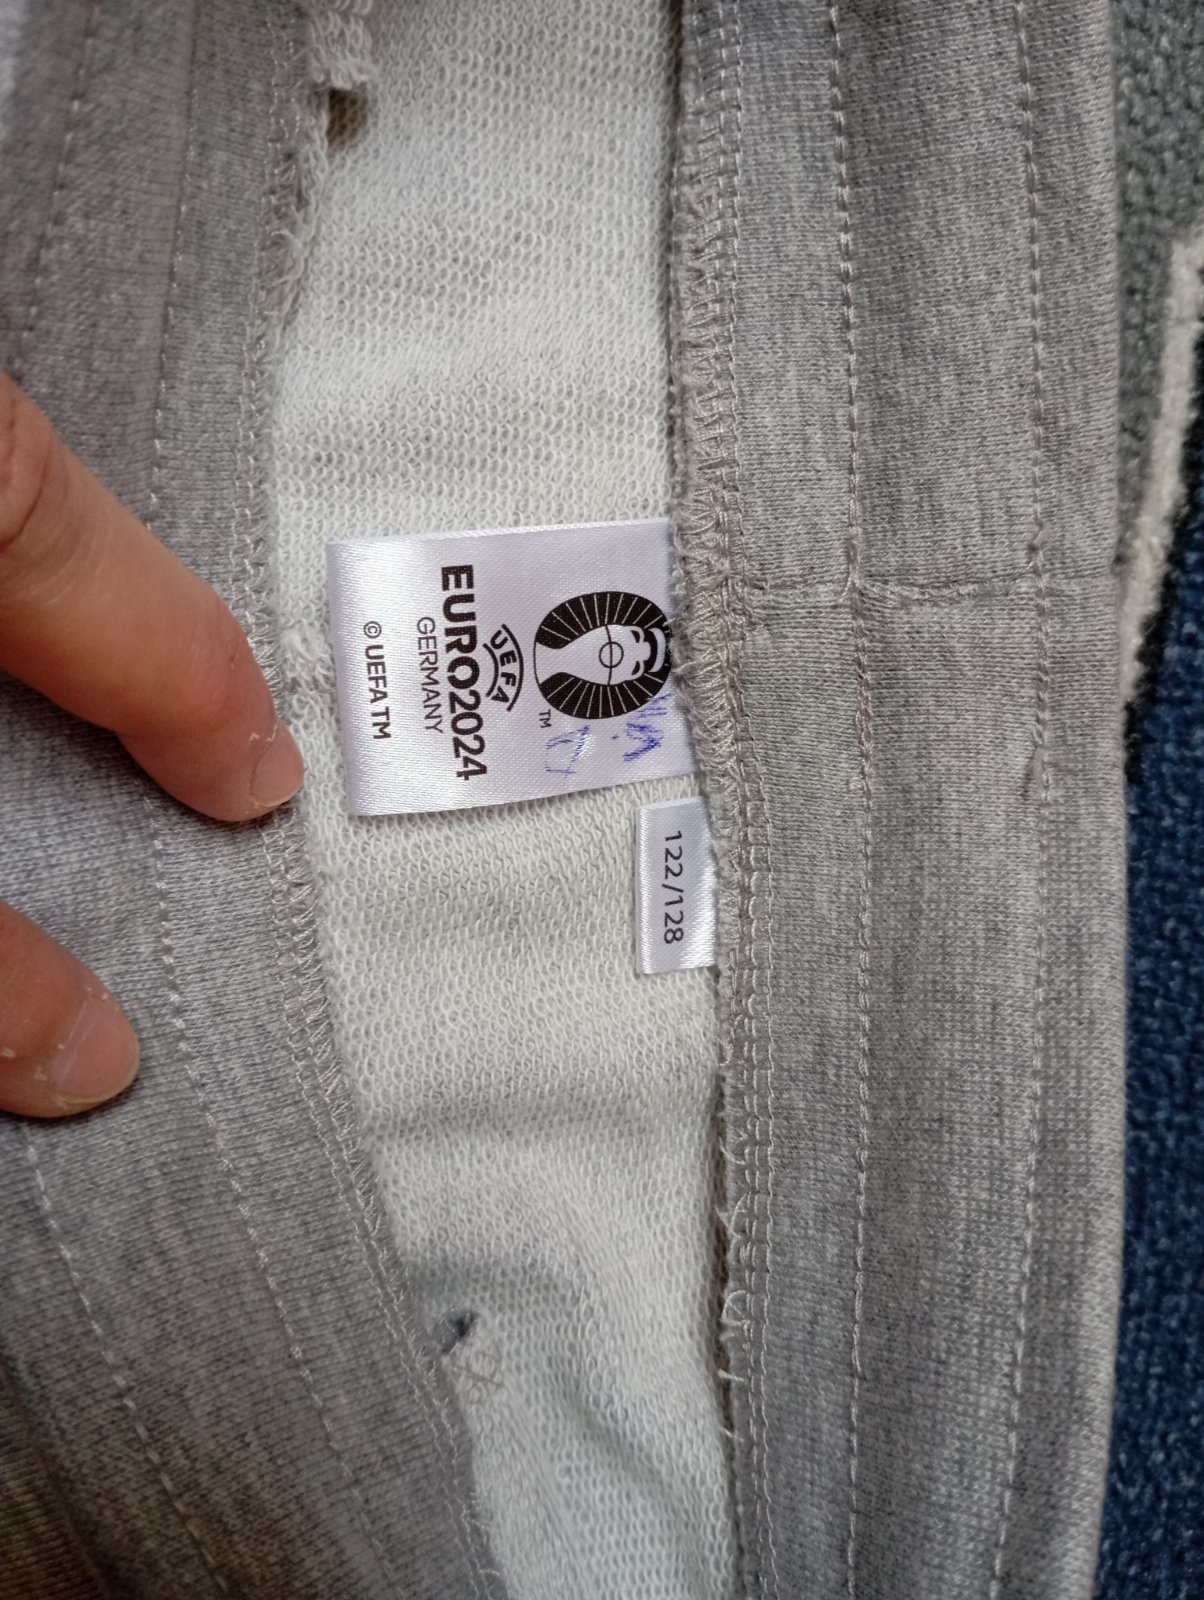 TM
UEFA
EURO2024
GERMANY
© UEFA TM
122/128